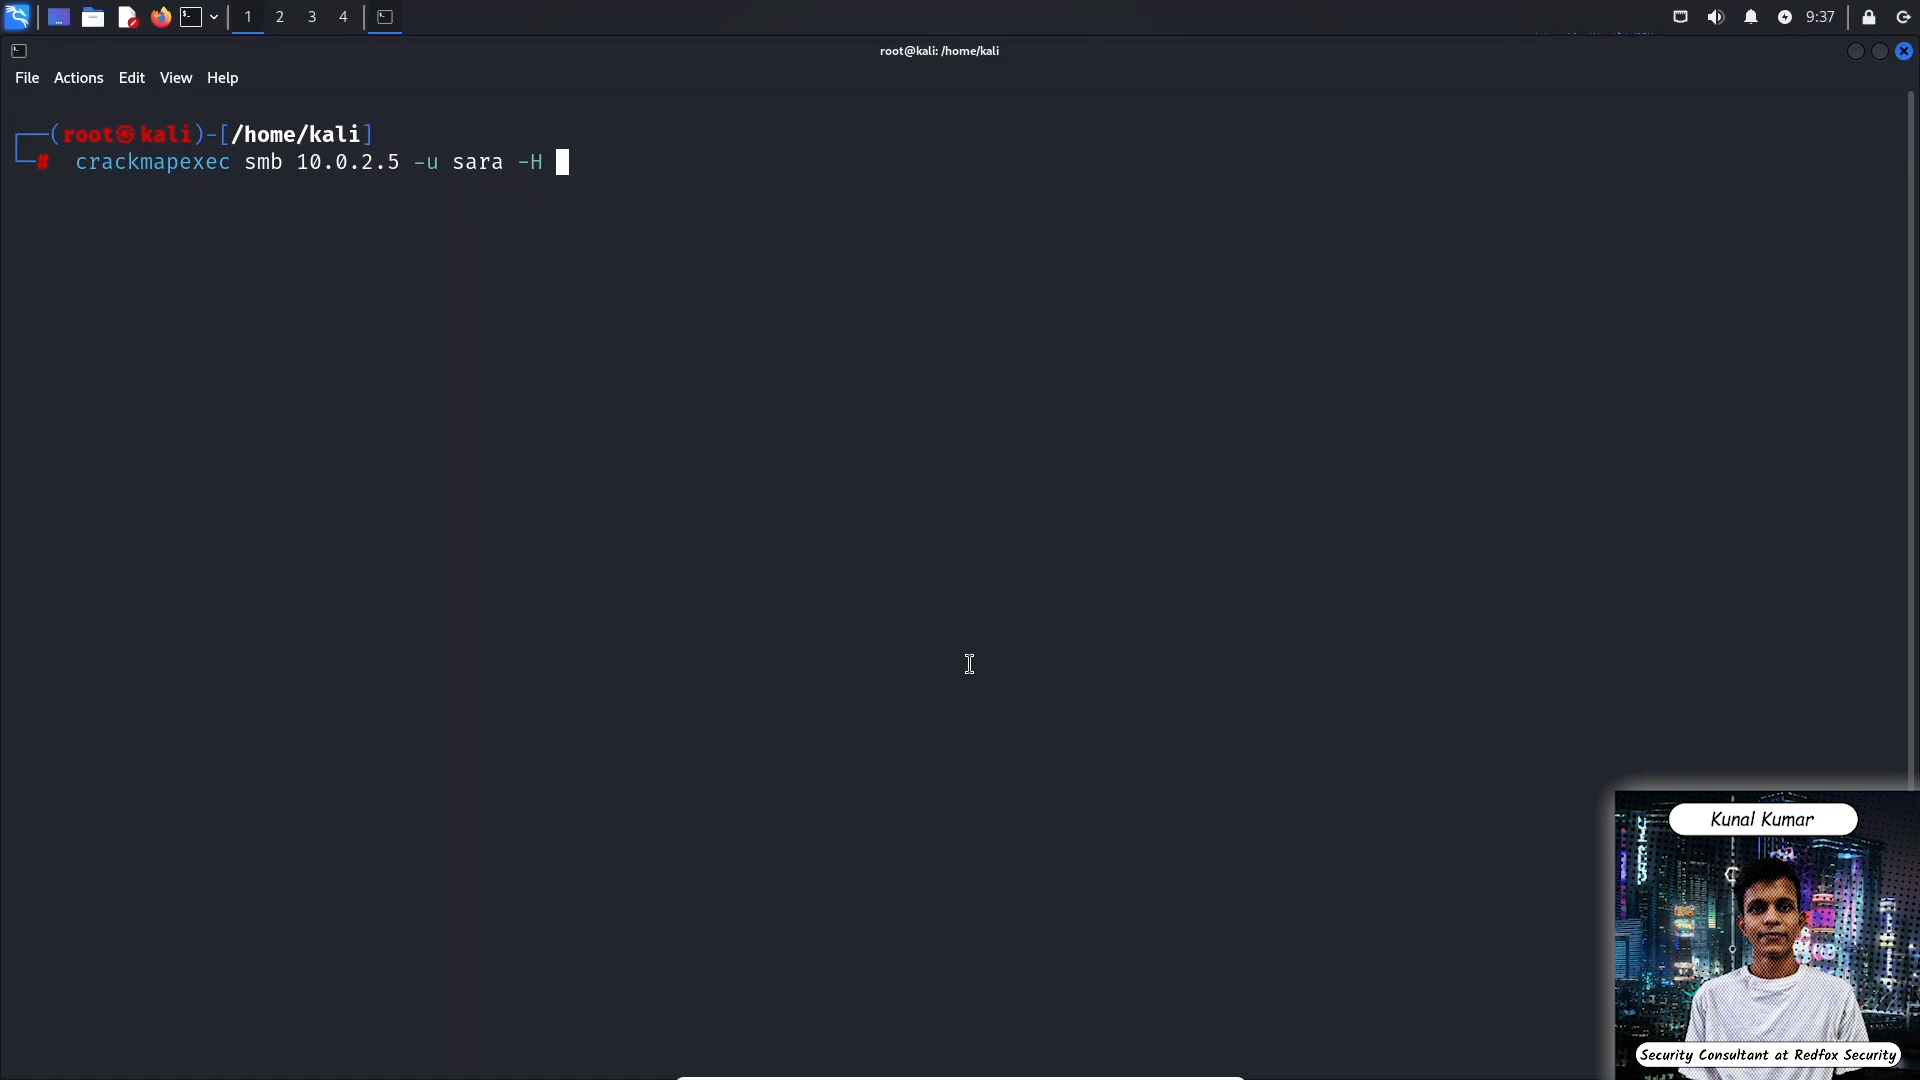 1 2 3 4 9:37
root@kali: /home/kali
File Actions Edit View Help
┌──(root㉿kali)-[/home/kali]
└─# crackmapexec smb 10.0.2.5 -u sara -H
Kunal Kumar
Security Consultant at Redfox Security